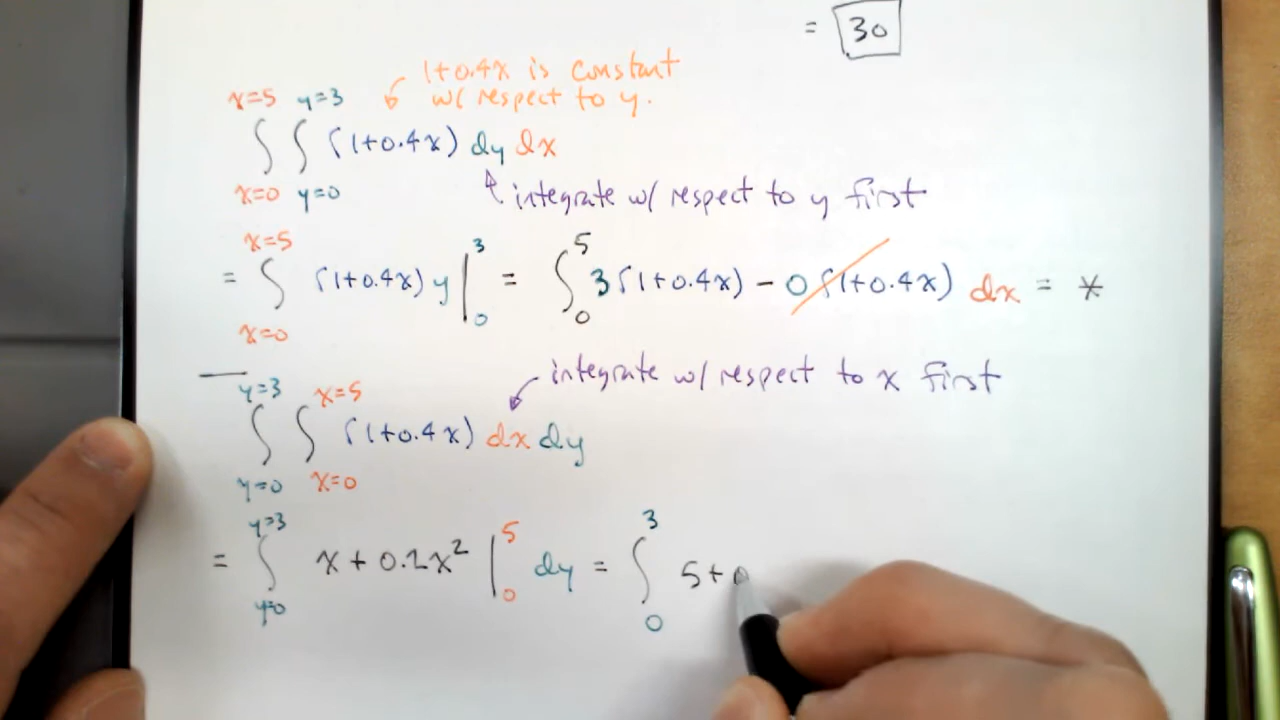 = 30
1+0.4x is constant
w/ respect to y.
x=5 y=3
∫ ∫ (1+0.4x) dy dx
x=0 y=0
integrate w/ respect to y first
x=5 3 5
= ∫ (1+0.4x) y | = ∫ 3(1+0.4x) - 0(1+0.4x) dx = *
x=0 0 0
integrate w/ respect to x first
y=3 x=5
∫ ∫ (1+0.4x) dx dy
y=0 x=0
y=3 5 3
= ∫ x + 0.2x² | dy = ∫ 5+0
y=0 0 0